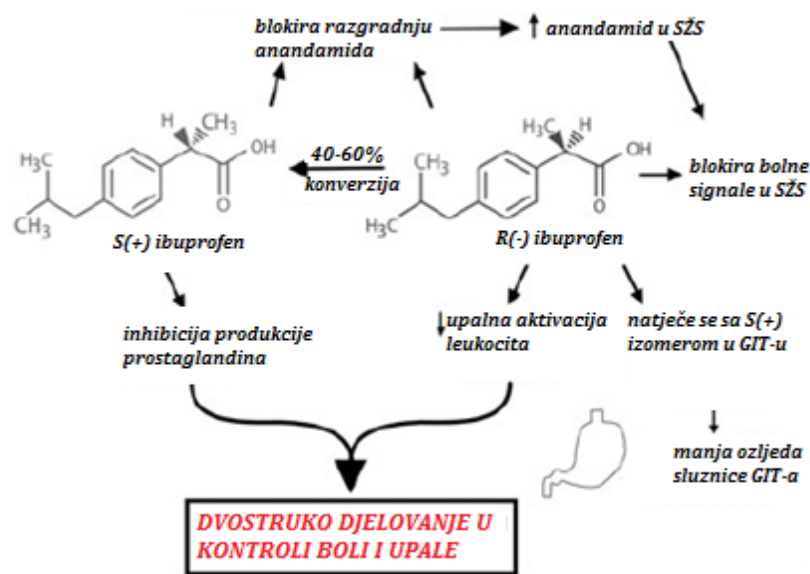 blokira razgradnju
anandamida
↑ anandamid u SŽS
H
CH₃
OH
O
H₃C
CH₃
S(+) ibuprofen
40-60%
konverzija
H₃C
H
OH
O
H₃C
CH₃
R(-) ibuprofen
blokira bolne
signale u SŽS
inhibicija produkcije
prostaglandina
↓ upalna aktivacija
leukocita
natječe se sa S(+)
izomerom u GIT-u
manja ozljeda
sluznice GIT-a
DVOSTRUKO DJELOVANJE U
KONTROLI BOLI I UPALE